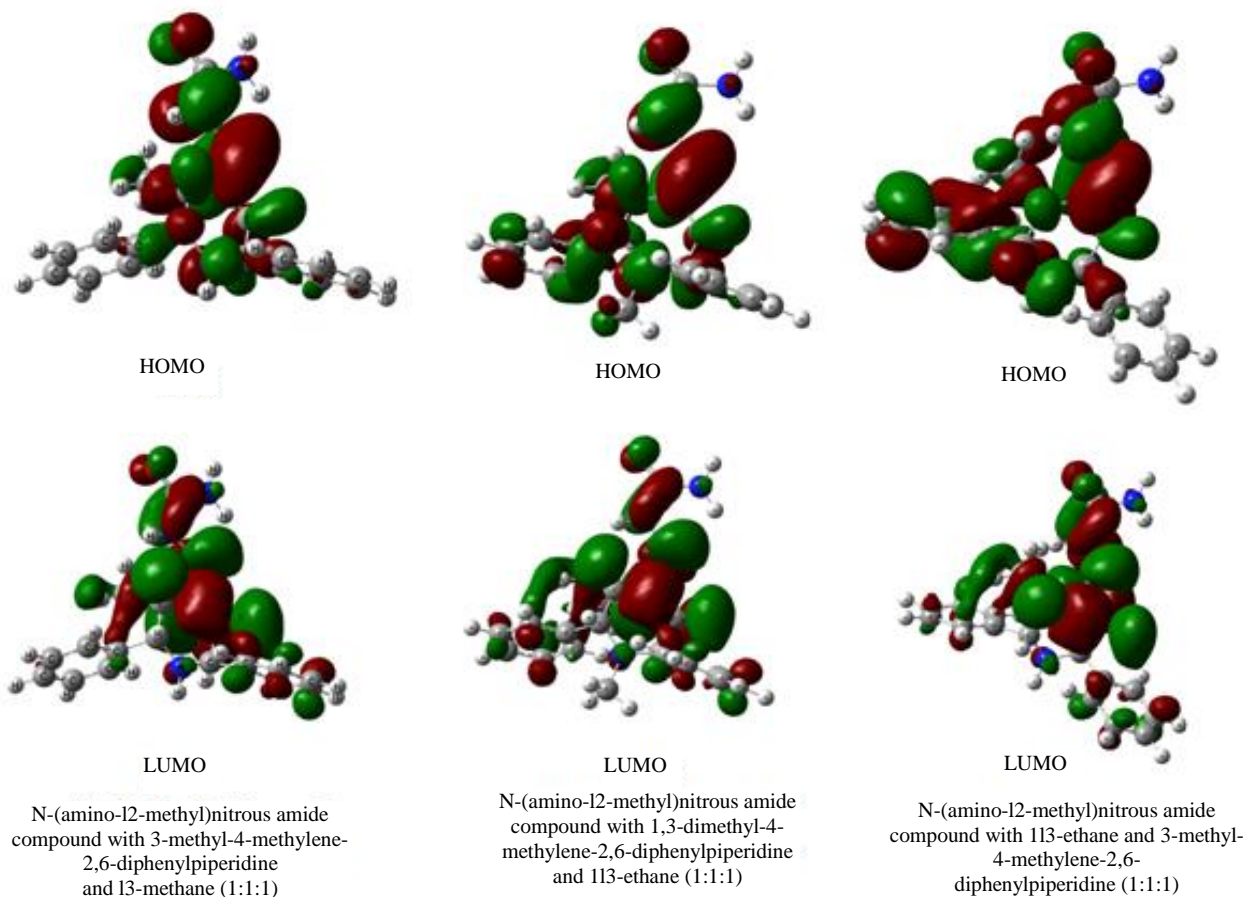 HOMO
HOMO
HOMO
LUMO
LUMO
LUMO
N-(amino-l2-methyl)nitrous amide
compound with 3-methyl-4-methylene-
2,6-diphenylpiperidine
and l3-methane (1:1:1)
N-(amino-l2-methyl)nitrous amide
compound with 1,3-dimethyl-4-
methylene-2,6-diphenylpiperidine
and 1l3-ethane (1:1:1)
N-(amino-l2-methyl)nitrous amide
compound with 1l3-ethane and 3-methyl-
4-methylene-2,6-
diphenylpiperidine (1:1:1)